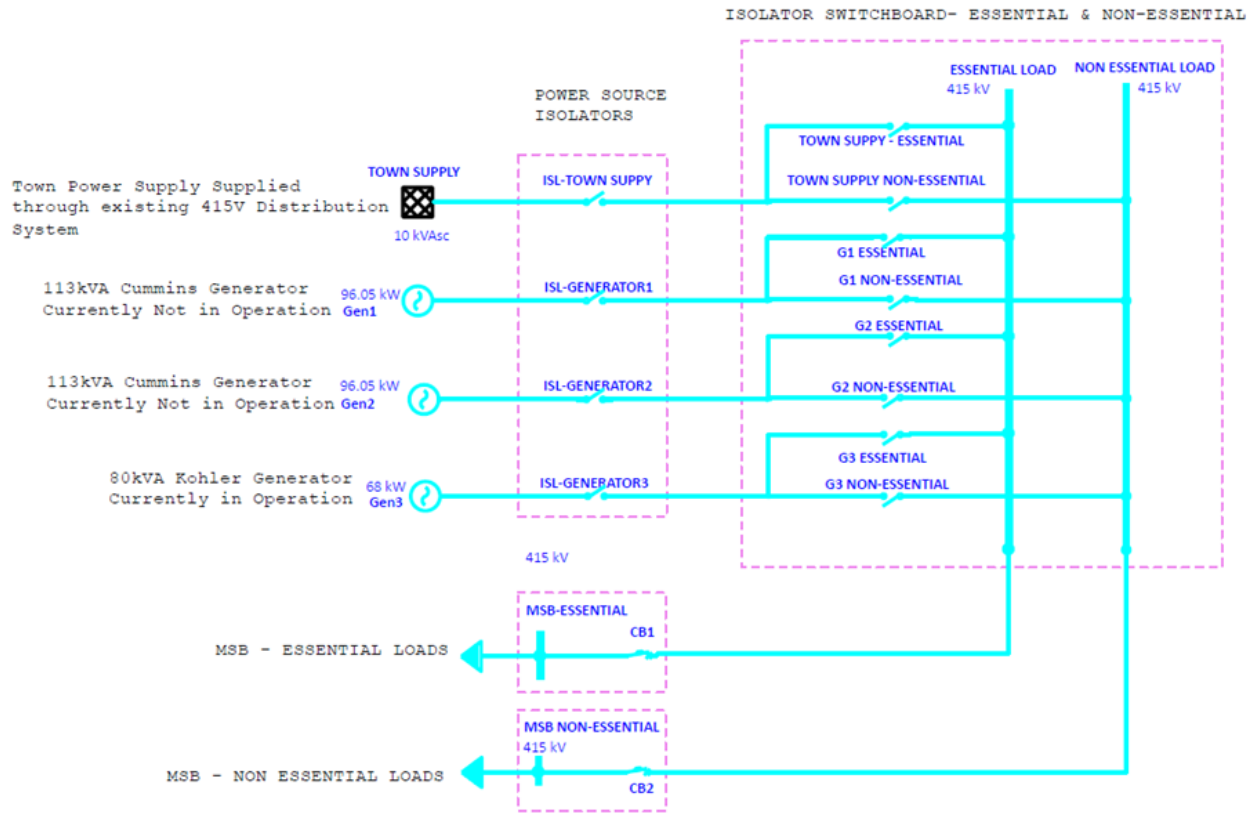 ISOLATOR SWITCHBOARD- ESSENTIAL & NON-ESSENTIAL
ESSENTIAL LOAD
415 kV
NON ESSENTIAL LOAD
415 kV
POWER SOURCE
ISOLATORS
TOWN SUPPY - ESSENTIAL
Town Power Supply Supplied
through existing 415V Distribution
System
TOWN SUPPLY
10 kVAsc
ISL-TOWN SUPPY
TOWN SUPPLY NON-ESSENTIAL
G1 ESSENTIAL
113kVA Cummins Generator
Currently Not in Operation
96.05 kW
Gen1
ISL-GENERATOR1
G1 NON-ESSENTIAL
G2 ESSENTIAL
113kVA Cummins Generator
Currently Not in Operation
96.05 kW
Gen2
ISL-GENERATOR2
G2 NON-ESSENTIAL
G3 ESSENTIAL
80kVA Kohler Generator
Currently in Operation
68 kW
Gen3
ISL-GENERATOR3
G3 NON-ESSENTIAL
415 kV
MSB-ESSENTIAL
CB1
MSB - ESSENTIAL LOADS
MSB NON-ESSENTIAL
415 kV
MSB - NON ESSENTIAL LOADS
CB2